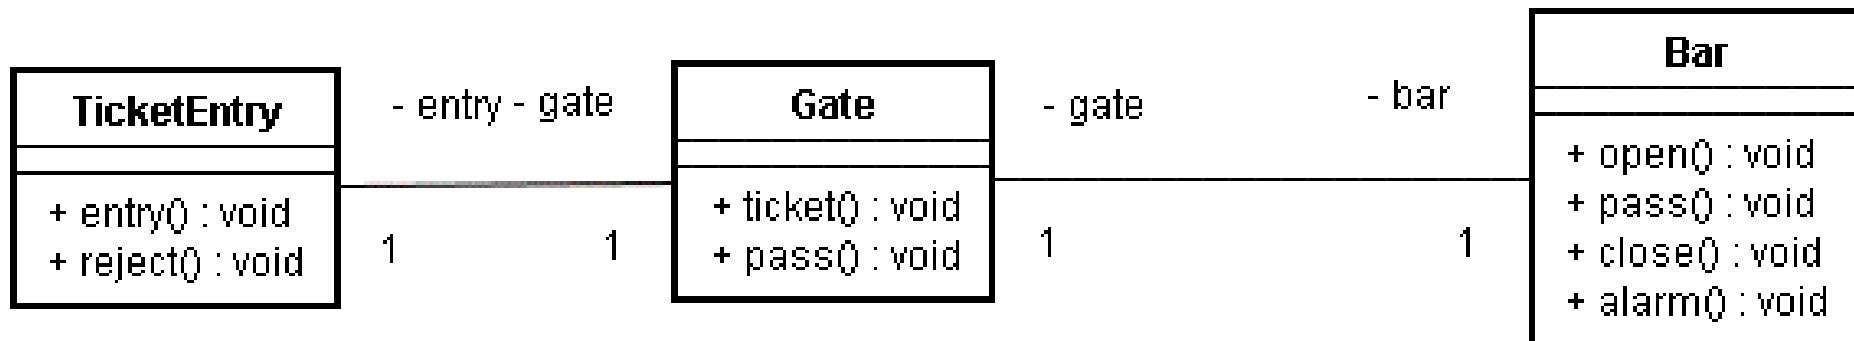 TicketEntry
+ entry() : void
+ reject() : void
- entry - gate
1 1
Gate
+ ticket() : void
+ pass() : void
- gate - bar
1 1
Bar
+ open() : void
+ pass() : void
+ close() : void
+ alarm() : void